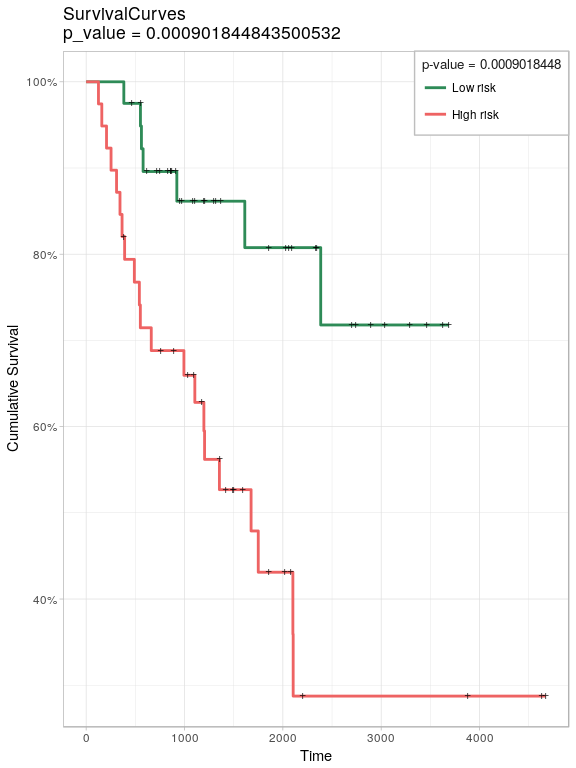 SurvivalCurves
p_value = 0.000901844843500532
p-value = 0.0009018448
Low risk
High risk
100%
80%
60%
40%
Cumulative Survival
0 1000 2000 3000 4000
Time